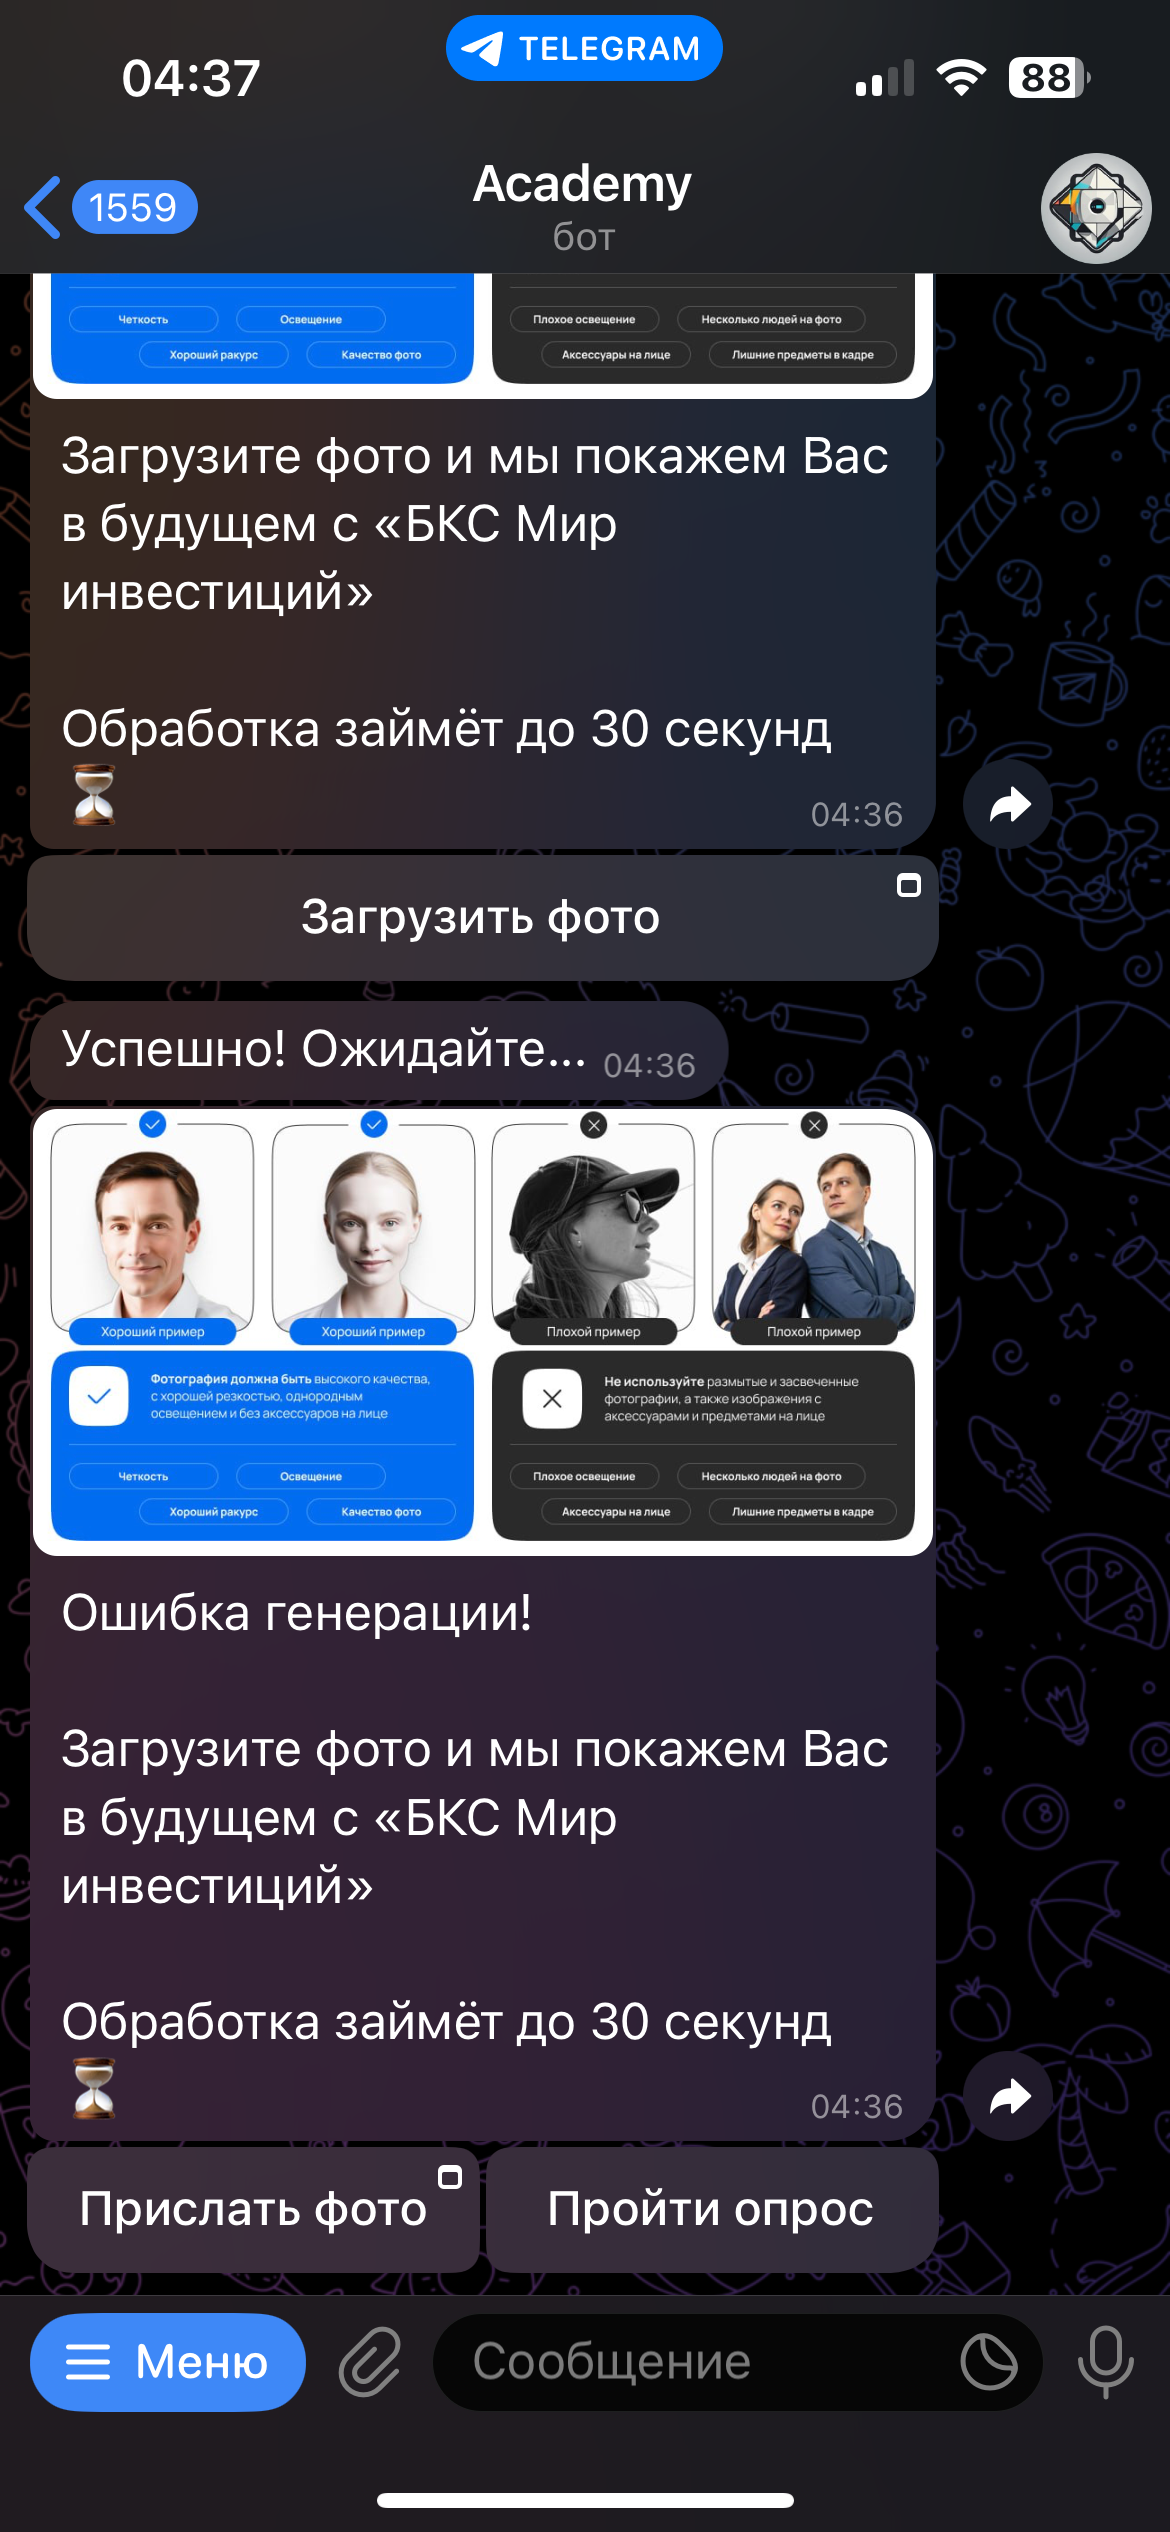 04:37
TELEGRAM
88
1559
Academy
бот
Четкость
Освещение
Хороший ракурс
Качество фото
Плохое освещение
Несколько людей на фото
Аксессуары на лице
Лишние предметы в кадре
Загрузите фото и мы покажем Вас
в будущем с «БКС Мир
инвестиций»
Обработка займёт до 30 секунд
04:36
Загрузить фото
Успешно! Ожидайте... 04:36
Хороший пример
Хороший пример
Плохой пример
Плохой пример
Фотография должна быть высокого качества,
с хорошей резкостью, однородным
освещением и без аксессуаров на лице
Четкость
Освещение
Хороший ракурс
Качество фото
Не используйте размытые и засвеченные
фотографии, а также изображения с
аксессуарами и предметами на лице
Плохое освещение
Несколько людей на фото
Аксессуары на лице
Лишние предметы в кадре
Ошибка генерации!
Загрузите фото и мы покажем Вас
в будущем с «БКС Мир
инвестиций»
Обработка займёт до 30 секунд
04:36
Прислать фото
Пройти опрос
Меню
Сообщение